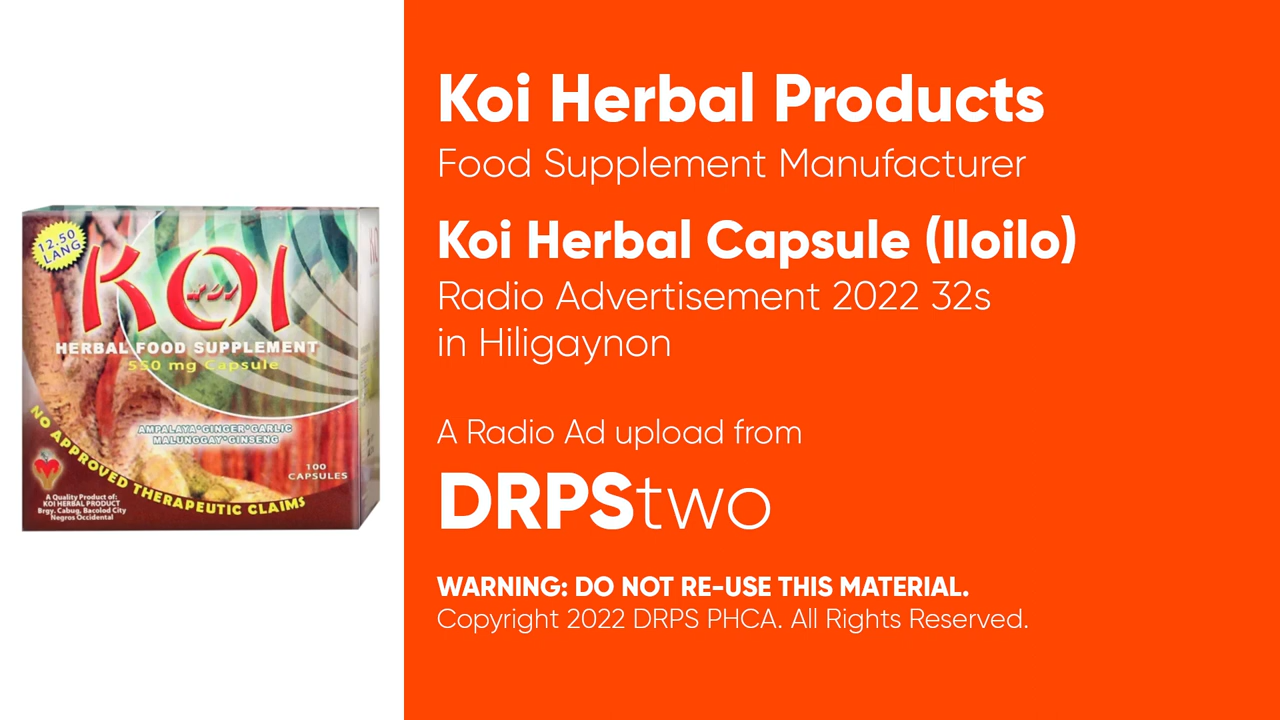 12.50
LANG
KOI
HERBAL FOOD SUPPLEMENT
550 mg Capsule
AMPALAYA*GINGER*GARLIC
MALUNGGAY*GINSENG
100
CAPSULES
NO APPROVED THERAPEUTIC CLAIMS
A Quality Product of:
KOI HERBAL PRODUCT
Brgy. Cabug, Bacolod City
Negros Occidental
Koi Herbal Products
Food Supplement Manufacturer
Koi Herbal Capsule (Iloilo)
Radio Advertisement 2022 32s
in Hiligaynon
A Radio Ad upload from
DRPStwo
WARNING: DO NOT RE-USE THIS MATERIAL.
Copyright 2022 DRPS PHCA. All Rights Reserved.